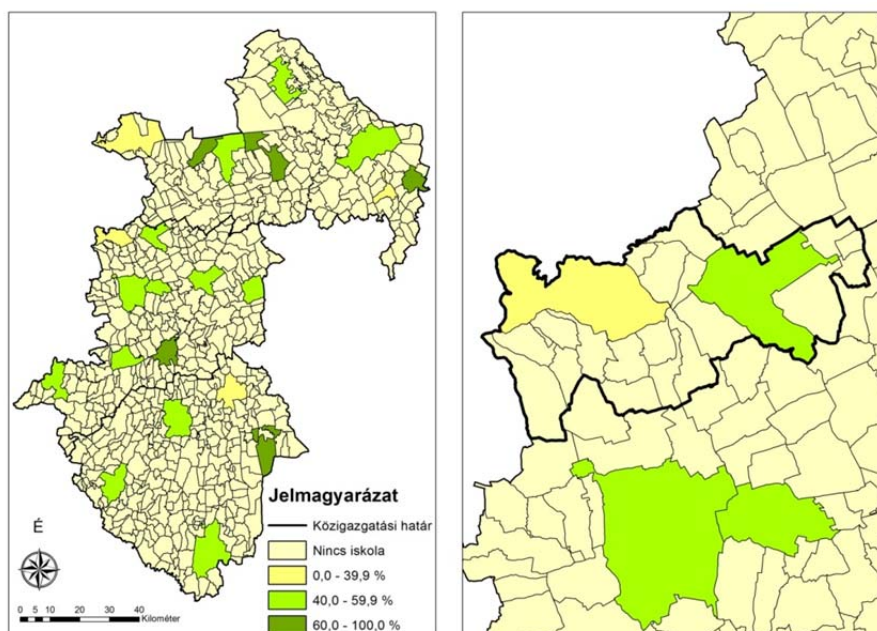 Jelmagyarázat
Közigazgatási határ
Nincs iskola
0,0 - 39,9 %
40,0 - 59,9 %
60,0 - 100,0 %
É
0 5 10 20 30 40
Kilométer